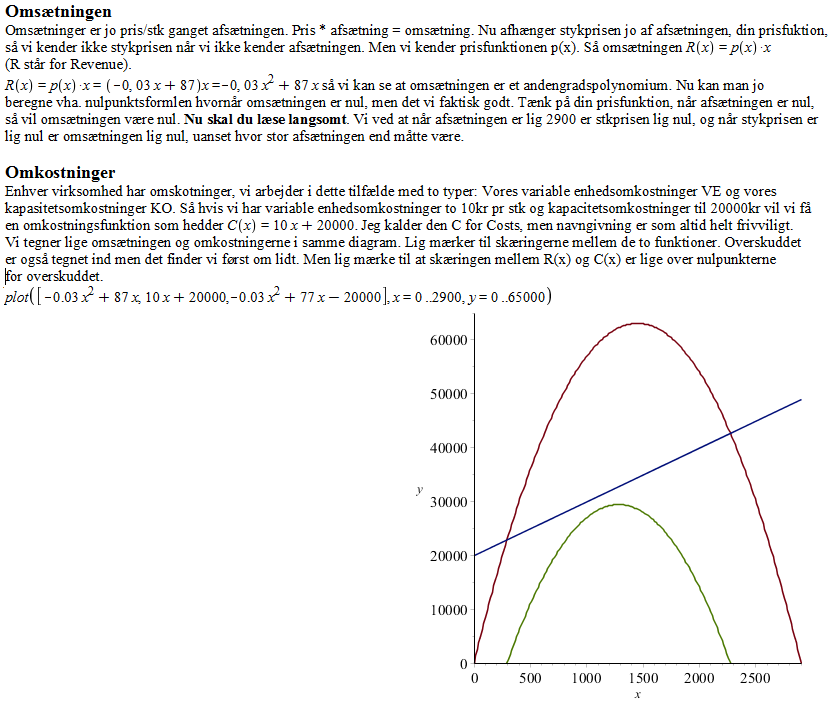 Omsætningen
Omsætninger er jo pris/stk ganget afsætningen. Pris * afsætning = omsætning. Nu afhænger stykprisen jo af afsætningen, din prisfuktion,
så vi kender ikke stykprisen når vi ikke kender afsætningen. Men vi kender prisfunktionen p(x). Så omsætningen R(x) = p(x) ·x
(R står for Revenue).
R(x) = p(x) ·x = (−0, 03 x + 87)x =−0, 03 x² + 87 x så vi kan se at omsætningen er et andengradspolynomium. Nu kan man jo
beregne vha. nulpunktsformlen hvornår omsætningen er nul, men det vi faktisk godt. Tænk på din prisfunktion, når afsætningen er nul,
så vil omsætningen være nul. Nu skal du læse langsomt. Vi ved at når afsætningen er lig 2900 er stkprisen lig nul, og når stykprisen er
lig nul er omsætningen lig nul, uanset hvor stor afsætningen end måtte være.
Omkostninger
Enhver virksomhed har omskotninger, vi arbejder i dette tilfælde med to typer: Vores variable enhedsomkostninger VE og vores
kapasitetsomkostninger KO. Så hvis vi har variable enhedsomkostninger to 10kr pr stk og kapacitetsomkostninger til 20000kr vil vi få
en omkostningsfunktion som hedder C(x) = 10 x + 20000. Jeg kalder den C for Costs, men navngivning er som altid helt frivviligt.
Vi tegner lige omsætningen og omkostningerne i samme diagram. Lig mærker til skæringerne mellem de to funktioner. Overskuddet
er også tegnet ind men det finder vi først om lidt. Men lig mærke til at skæringen mellem R(x) og C(x) er lige over nulpunkterne
for overskuddet.
plot([−0.03 x² + 87 x, 10 x + 20000, −0.03 x² + 77 x − 20000], x = 0 ..2900, y = 0 ..65000)
60000
50000
40000
y
30000
20000
10000
0
0 500 1000 1500 2000 2500
x